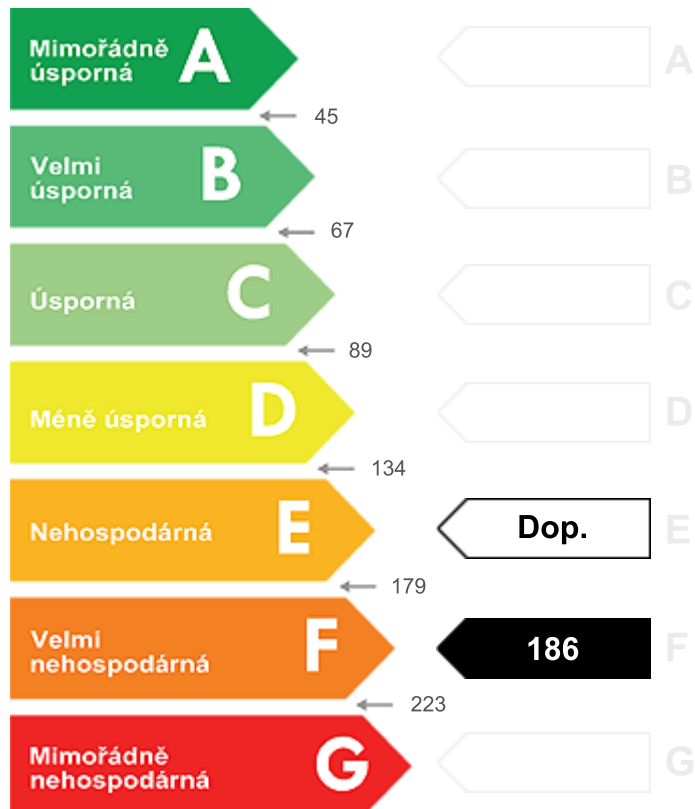 Mimořádně
úsporná
A
A
45
Velmi
úsporná
B
B
67
Úsporná
C
C
89
Méně úsporná
D
D
134
Nehospodárná
E
Dop.
E
179
Velmi
nehospodárná
F
186
F
223
Mimořádně
nehospodárná
G
G